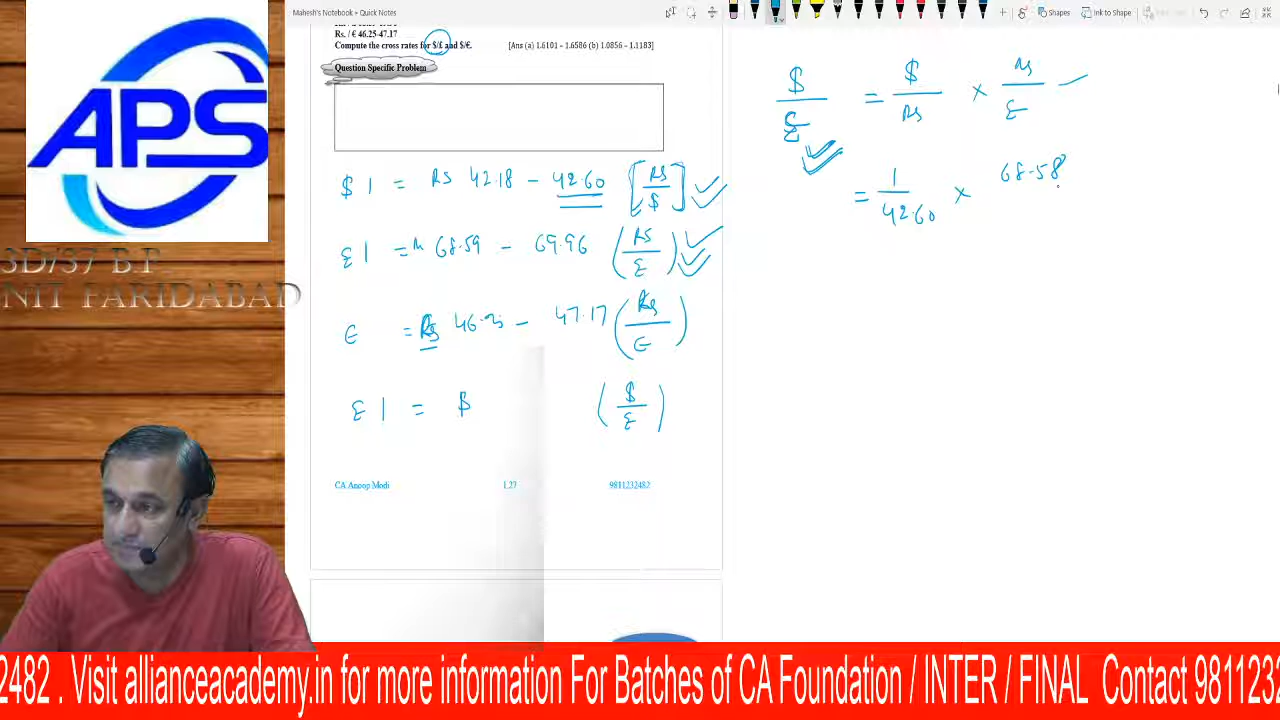 Mahesh's Notebook • Quick Notes
Shapes
Ink to Shape
Rs. / € 46.25-47.17
Compute the cross rates for $/£ and $/€. [Ans (a) 1.6101 – 1.6586 (b) 1.0856 – 1.1183]
Question Specific Problem
APS
3D/37 B.P.
NIT FARIDABAD
$ 1 = Rs 42.18 - 42.60 [Rs/$]
£ 1 = Rs 68.59 - 69.96 (Rs/£)
€ = Rs 46.25 - 47.17 (Rs/€)
£ 1 = $ ($/£)
$/£ = $/Rs × Rs/£
= 1/42.60 × 68.58
CA Anoop Modi 1.27 9811232482
2482 . Visit allianceacademy.in for more information For Batches of CA Foundation / INTER / FINAL Contact 9811232